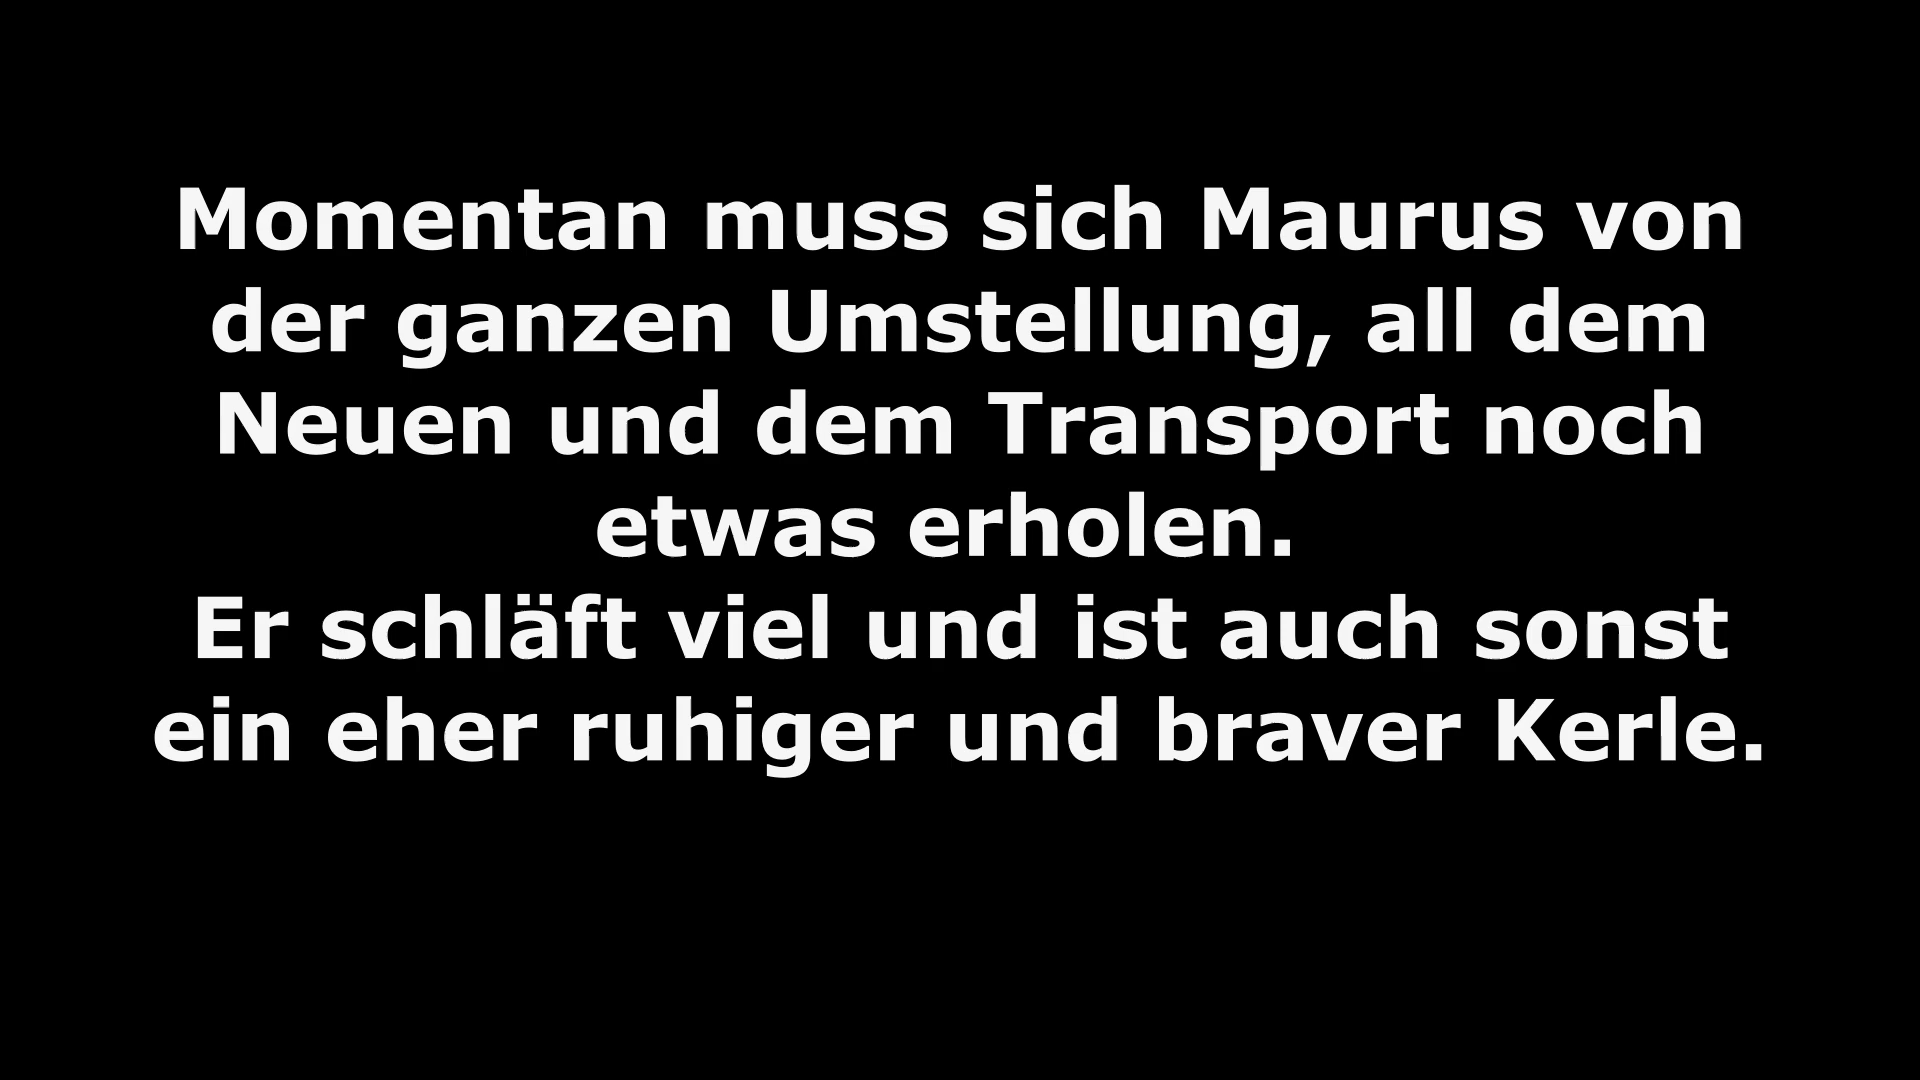 Momentan muss sich Maurus von
der ganzen Umstellung, all dem
Neuen und dem Transport noch
etwas erholen.
Er schläft viel und ist auch sonst
ein eher ruhiger und braver Kerle.